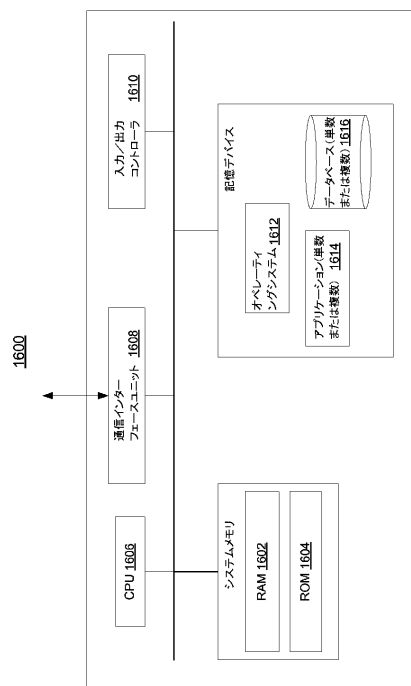 1600
CPU 1606
通信インター
フェースユニット 1608
入力／出力
コントローラ 1610
システムメモリ
RAM 1602
ROM 1604
記憶デバイス
オペレーティ
ングシステム 1612
アプリケーション(単数
または複数) 1614
データベース(単数
または複数) 1616